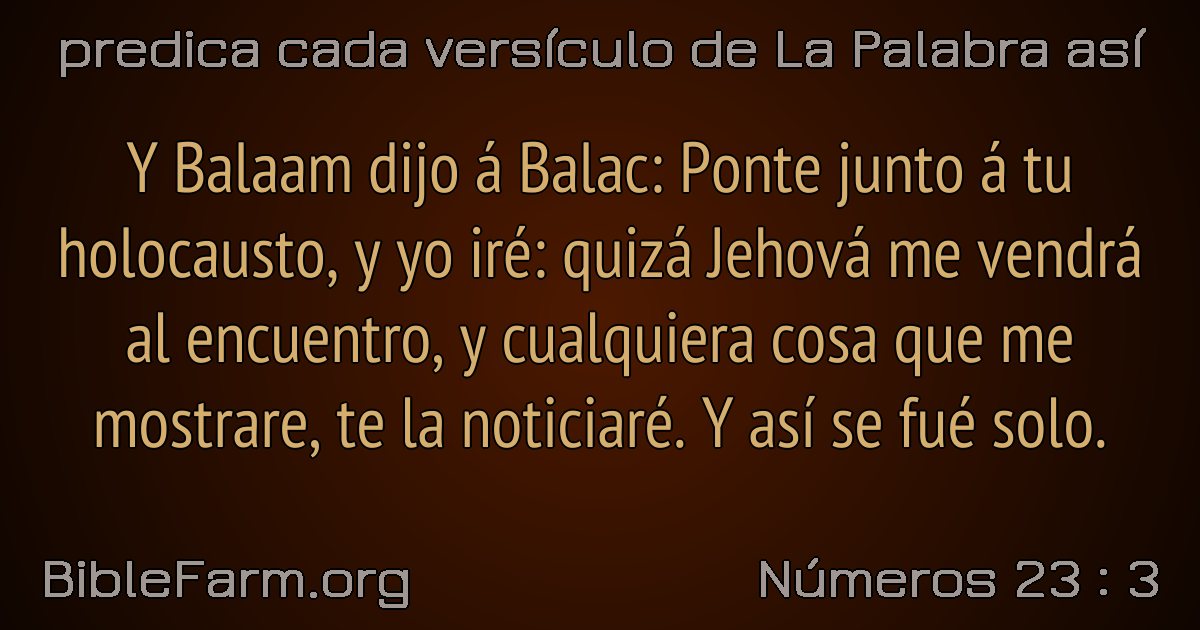 predica cada versículo de La Palabra así
Y Balaam dijo á Balac: Ponte junto á tu
holocausto, y yo iré: quizá Jehová me vendrá
al encuentro, y cualquiera cosa que me
mostrare, te la noticiaré. Y así se fué solo.
BibleFarm.org
Números 23 : 3